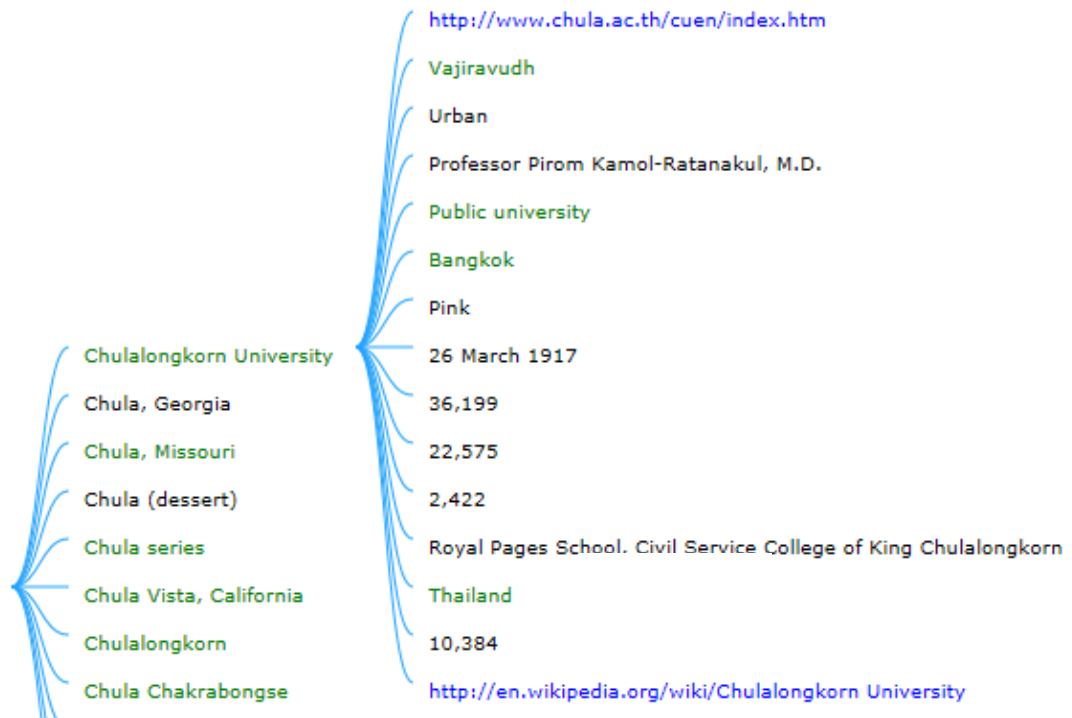 http://www.chula.ac.th/cuen/index.htm
Vajiravudh
Urban
Professor Pirom Kamol-Ratanakul, M.D.
Public university
Bangkok
Pink
26 March 1917
36,199
22,575
2,422
Royal Pages School. Civil Service College of King Chulalongkorn
Thailand
10,384
http://en.wikipedia.org/wiki/Chulalongkorn University
Chulalongkorn University
Chula, Georgia
Chula, Missouri
Chula (dessert)
Chula series
Chula Vista, California
Chulalongkorn
Chula Chakrabongse